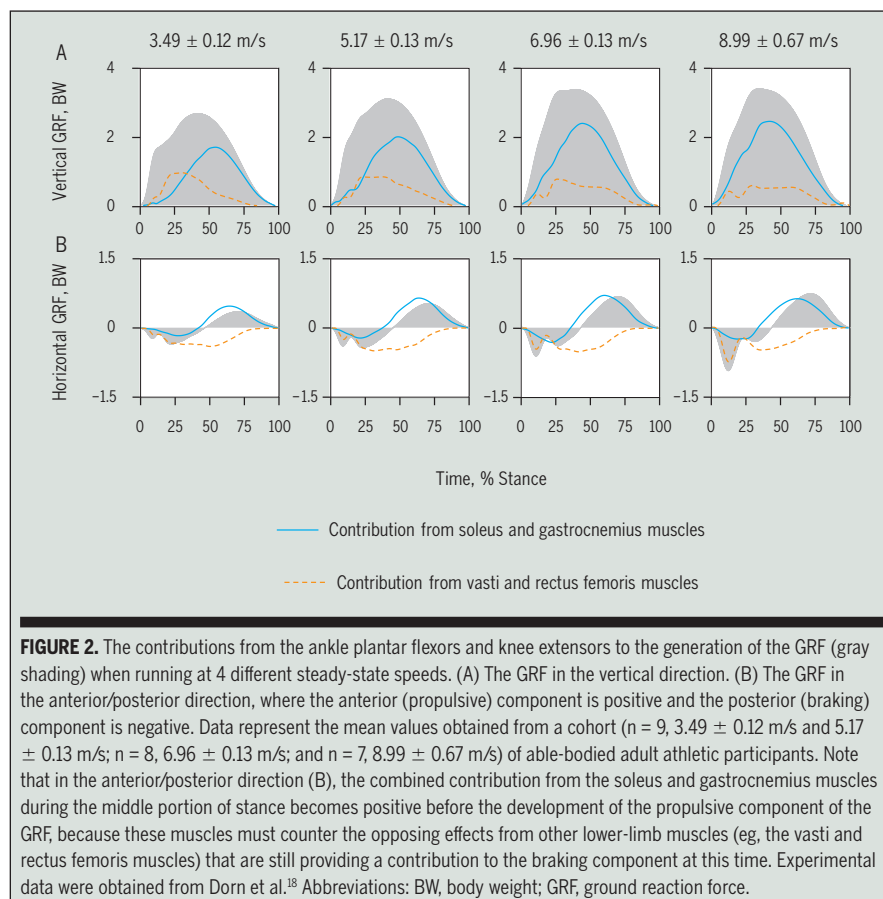 3.49 ± 0.12 m/s 5.17 ± 0.13 m/s 6.96 ± 0.13 m/s 8.99 ± 0.67 m/s
A
Vertical GRF, BW
4 4 4 4
2 2 2 2
0 0 0 0
0 25 50 75 100 0 25 50 75 100 0 25 50 75 100 0 25 50 75 100
B
Horizontal GRF, BW
1.5 1.5 1.5 1.5
0 0 0 0
−1.5 −1.5 −1.5 −1.5
0 25 50 75 100 0 25 50 75 100 0 25 50 75 100 0 25 50 75 100
Time, % Stance
Contribution from soleus and gastrocnemius muscles
Contribution from vasti and rectus femoris muscles
FIGURE 2. The contributions from the ankle plantar flexors and knee extensors to the generation of the GRF (gray
shading) when running at 4 different steady-state speeds. (A) The GRF in the vertical direction. (B) The GRF in
the anterior/posterior direction, where the anterior (propulsive) component is positive and the posterior (braking)
component is negative. Data represent the mean values obtained from a cohort (n = 9, 3.49 ± 0.12 m/s and 5.17
± 0.13 m/s; n = 8, 6.96 ± 0.13 m/s; and n = 7, 8.99 ± 0.67 m/s) of able-bodied adult athletic participants. Note
that in the anterior/posterior direction (B), the combined contribution from the soleus and gastrocnemius muscles
during the middle portion of stance becomes positive before the development of the propulsive component of the
GRF, because these muscles must counter the opposing effects from other lower-limb muscles (eg, the vasti and
rectus femoris muscles) that are still providing a contribution to the braking component at this time. Experimental
data were obtained from Dorn et al.¹⁸ Abbreviations: BW, body weight; GRF, ground reaction force.